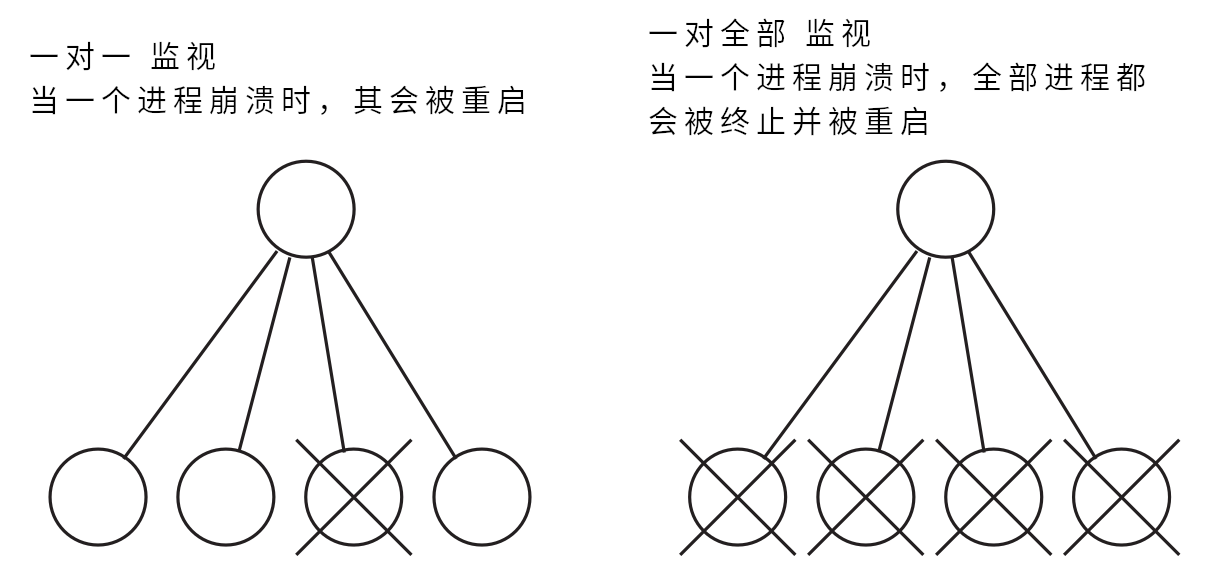 一对一 监视
当一个进程崩溃时，其会被重启
一对全部 监视
当一个进程崩溃时，全部进程都
会被终止并被重启